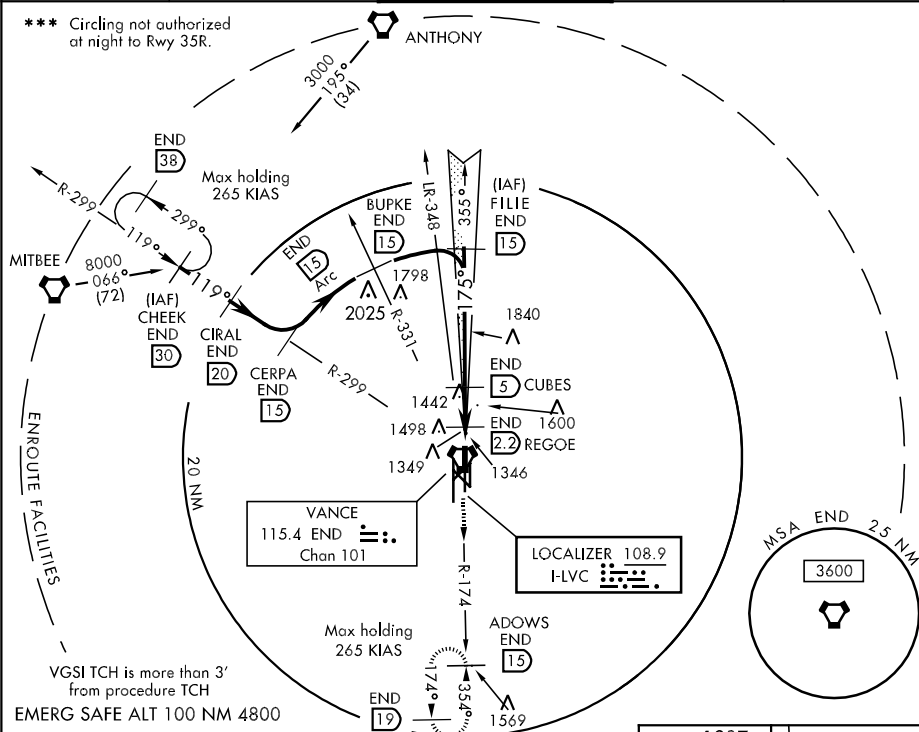 *** Circling not authorized
at night to Rwy 35R.
ANTHONY
3000
195°
(34)
END
38
Max holding
265 KIAS
R-299
299°
119°
MITBEE
8000
066°
(72)
119°
(IAF)
CHEEK
END
30
CIRAL
END
20
CERPA
END
15
R-299
END
15
Arc
BUPKE
END
15
LR-348
355°
(IAF)
FILIE
END
15
2025
1798
R-331
175°
1840
END
5
CUBES
1442
1600
1498
END
2.2
REGOE
1349
1346
20 NM
ENROUTE FACILITIES
VANCE
115.4 END
Chan 101
LOCALIZER 108.9
I-LVC
R-174
MSA END 25 NM
3600
Max holding
265 KIAS
ADOWS
END
15
174°
354°
END
19
1569
VGSI TCH is more than 3'
from procedure TCH
EMERG SAFE ALT 100 NM 4800